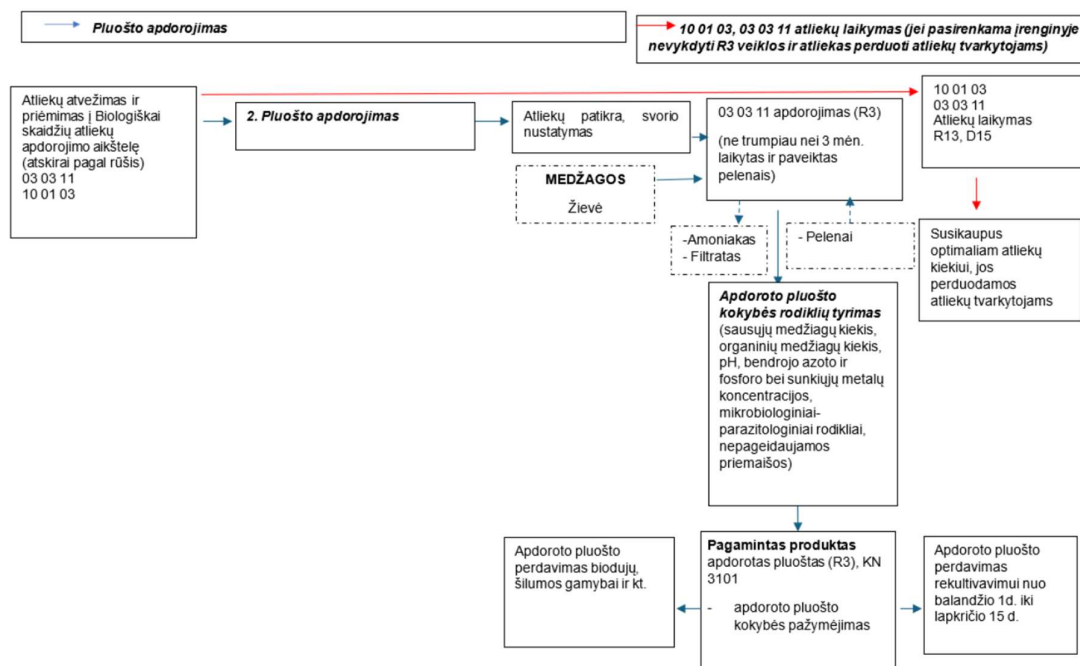 Pluošto apdorojimas
10 01 03, 03 03 11 atliekų laikymas (jei pasirenkama įrenginyje
nevykdyti R3 veiklos ir atliekas perduoti atliekų tvarkytojams)
Atliekų atvežimas ir
priėmimas į Biologiškai
skaidžių atliekų
apdorojimo aikštelę
(atskirai pagal rūšis)
03 03 11
10 01 03
2. Pluošto apdorojimas
Atliekų patikra, svorio
nustatymas
MEDŽAGOS
Žievė
03 03 11 apdorojimas (R3)
(ne trumpiau nei 3 mėn.
laikytas ir paveiktas
pelenais)
10 01 03
03 03 11
Atliekų laikymas
R13, D15
-Amoniakas
- Filtratas
- Pelenai
Susikaupus
optimaliam atliekų
kiekiui, jos
perduodamos
atliekų tvarkytojams
Apdoroto pluošto
kokybės rodiklių tyrimas
(sausųjų medžiagų kiekis,
organinių medžiagų kiekis,
pH, bendrojo azoto ir
fosforo bei sunkiųjų metalų
koncentracijos,
mikrobiologiniai-
parazitologiniai rodikliai,
nepageidaujamos
priemaišos)
Apdoroto pluošto
perdavimas biodujų,
šilumos gamybai ir kt.
Pagamintas produktas
apdorotas pluoštas (R3), KN
3101
- apdoroto pluošto
kokybės pažymėjimas
Apdoroto pluošto
perdavimas
rekultivavimui nuo
balandžio 1d. iki
lapkričio 15 d.